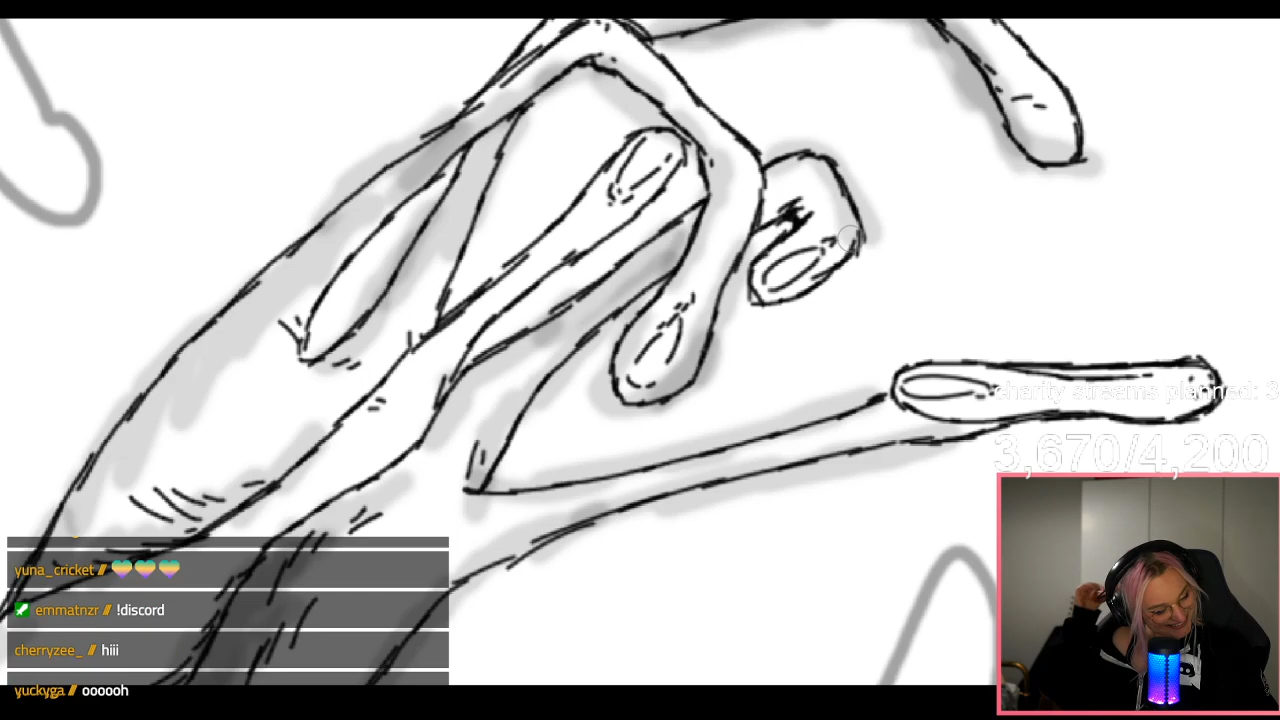 charity streams planned: 3
3,670/4,200
yuna_cricket // 
emmatnzr // !discord
cherryzee_ // hiii
yuckyga // oooooh